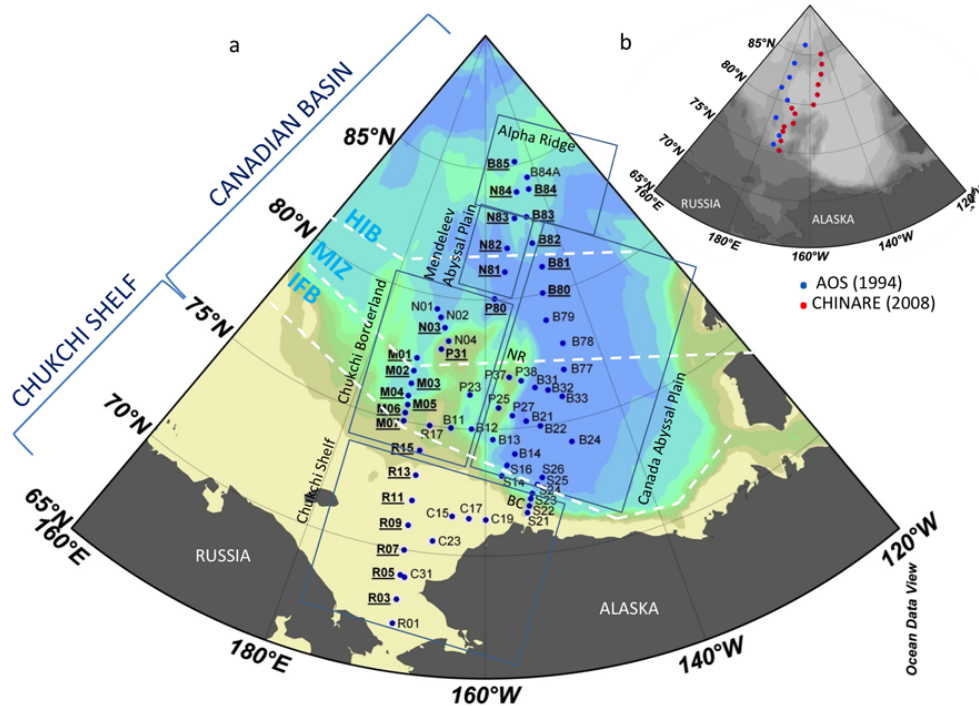 a
CANADIAN BASIN
CHUKCHI SHELF
85°N
80°N
75°N
70°N
65°N
160°E
180°E
160°W
140°W
120°W
HIB
MIZ
IFB
Alpha Ridge
Mendeleev
Abyssal Plain
Chukchi Borderland
Canada Abyssal Plain
Chukchi Shelf
NR
BC
RUSSIA
ALASKA
B85
B84A
N84
B84
N83
B83
N82
B82
N81
B81
P80
B80
N01
N02
B79
N03
N04
B78
P31
M01
B77
M02
P37
P38
M03
B31
B32
B33
M04
P23
M05
P25
M06
P27
B21
M07
B22
R17
B11
B12
B13
B24
R15
B14
S16
R13
S14
S26
S25
S24
S23
S22
S21
R11
C15
C17
C19
R09
C23
R07
R05
C31
R03
R01
Ocean Data View
b
85°N
80°N
75°N
70°N
65°N
160°E
180°E
160°W
140°W
120°W
RUSSIA
ALASKA
AOS (1994)
CHINARE (2008)